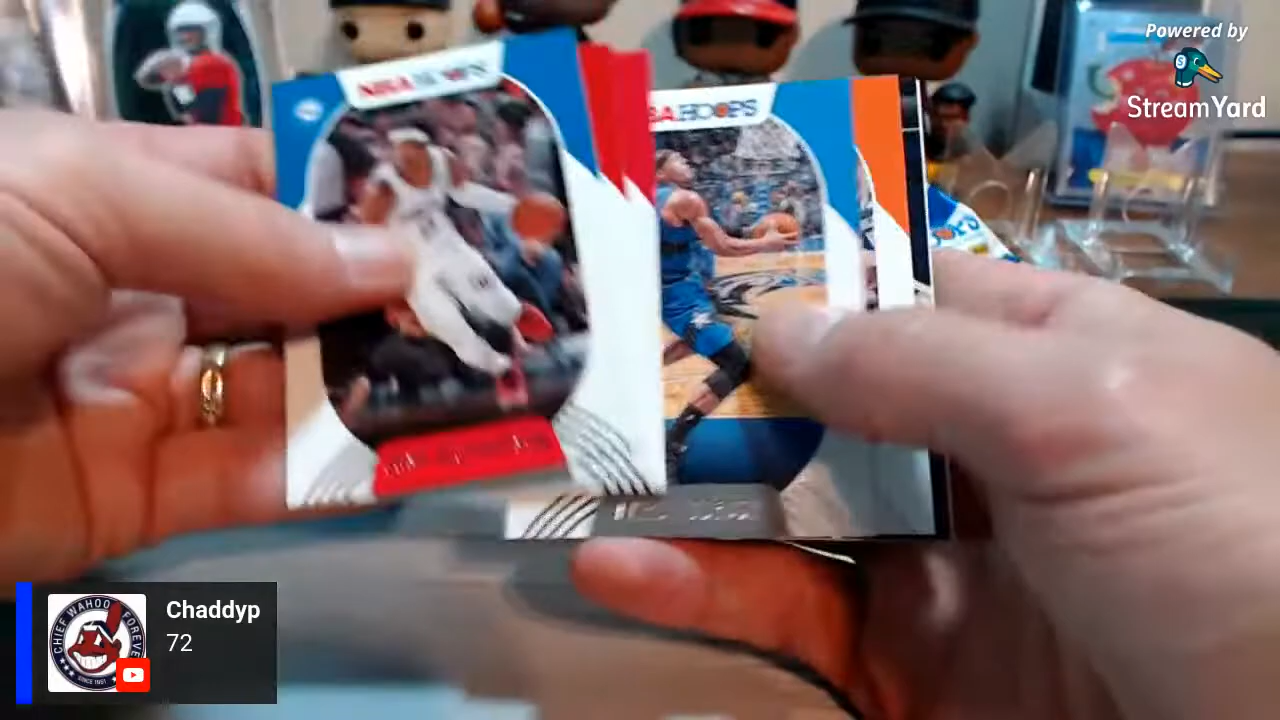 Powered by
StreamYard
NBA HOOPS
NBA HOOPS
Chaddyp
72
CHIEF WAHOO FOREVER
SINCE 1951